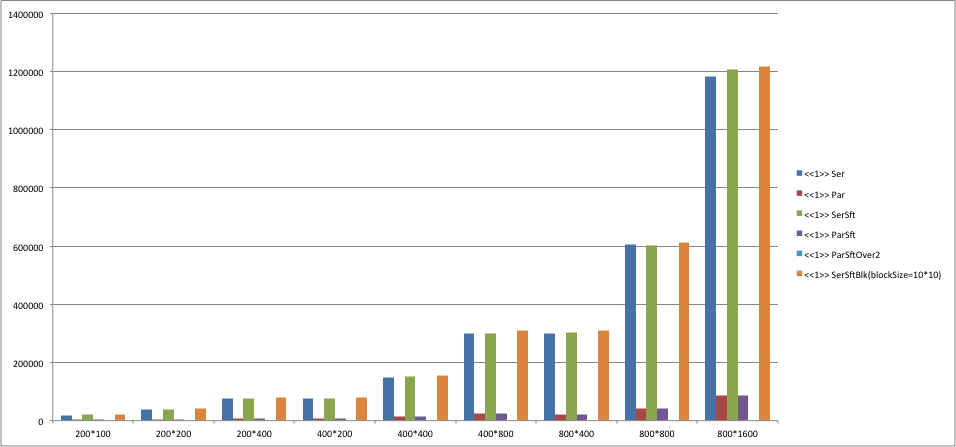 1400000
1200000
1000000
800000
600000
400000
200000
0
200*100 200*200 200*400 400*200 400*400 400*800 800*400 800*800 800*1600
<<1>> Ser
<<1>> Par
<<1>> SerSft
<<1>> ParSft
<<1>> ParSftOver2
<<1>> SerSftBlk(blockSize=10*10)